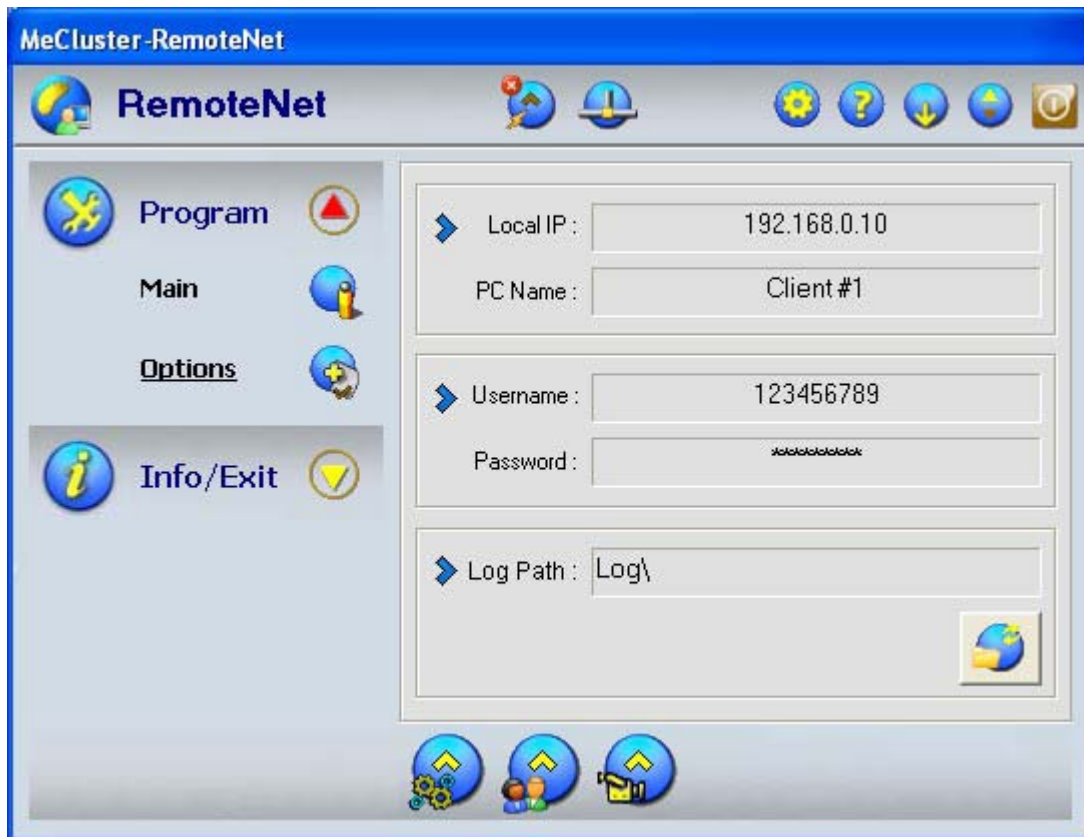 MeCluster-RemoteNet
RemoteNet
Program
Main
Options
Info/Exit
Local IP : 192.168.0.10
PC Name : Client #1
Username : 123456789
Password : **********
Log Path : Log\